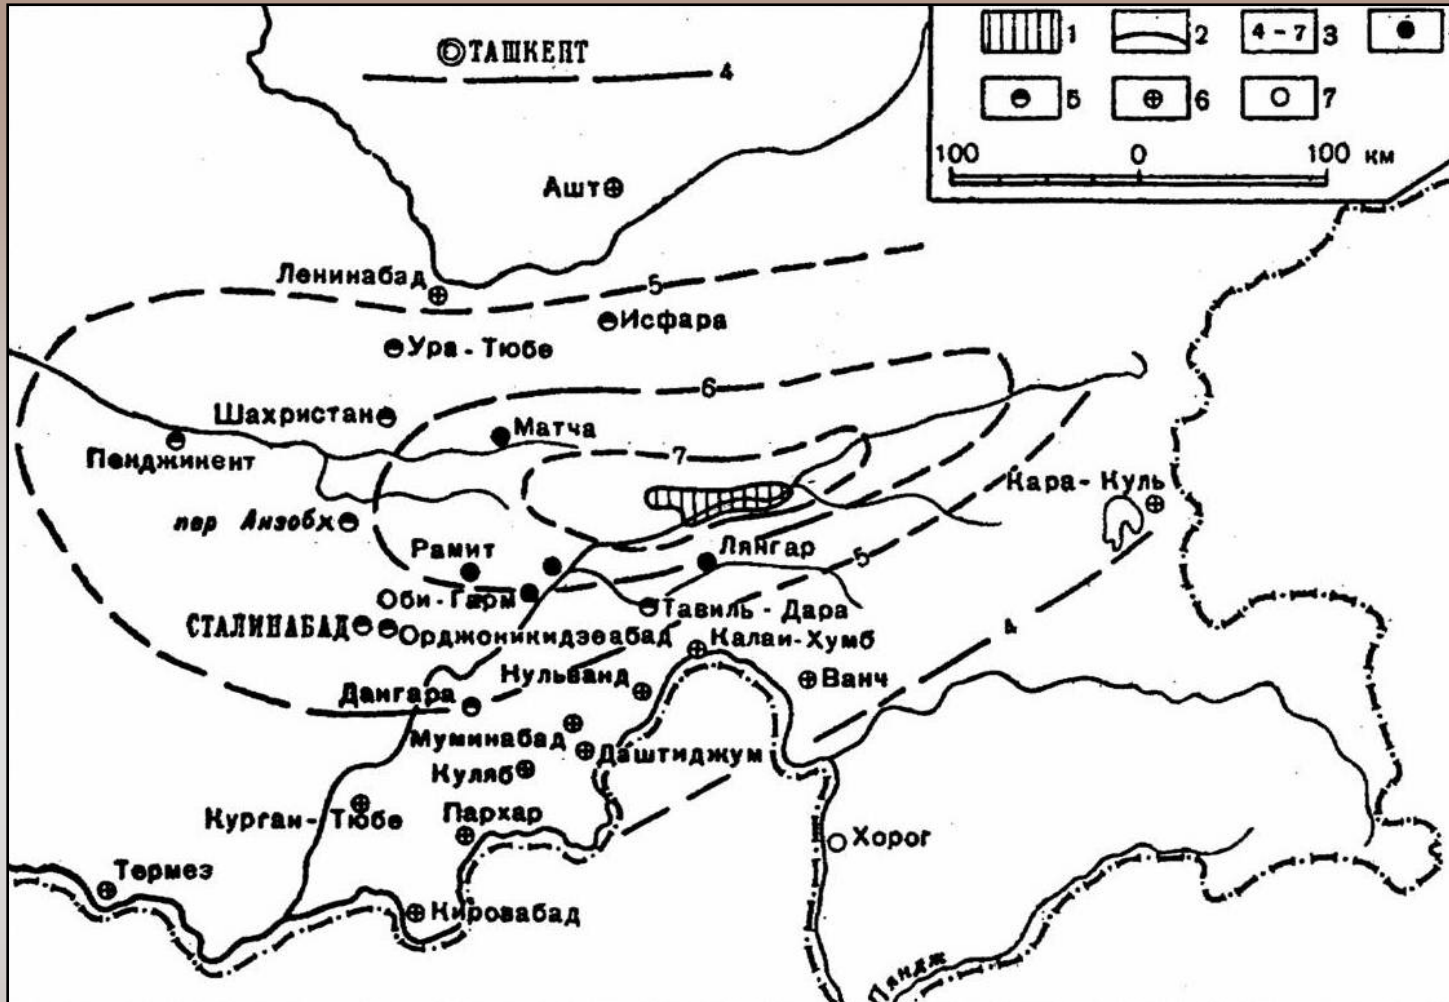 ТАШКЕПТ
4
1
2
4-7 3
5
6
7
100 0 100 км
Ашт
Ленинабад
5
Исфара
Ура-Тюбе
6
Шахристан
Матча
Пенджикент
7
Кара-Куль
пер Анзобх
Рамит
Лянгар
5
Оби-Гарм
Тавиль-Дара
4
СТАЛИНАБАД
Орджоникидзеабад
Калаи-Хумб
Нульванд
Ванч
Дангара
Муминабад
Даштиджум
Куляб
Курган-Тюбе
Пархар
Хорог
Термез
Кировабад
Пяндж